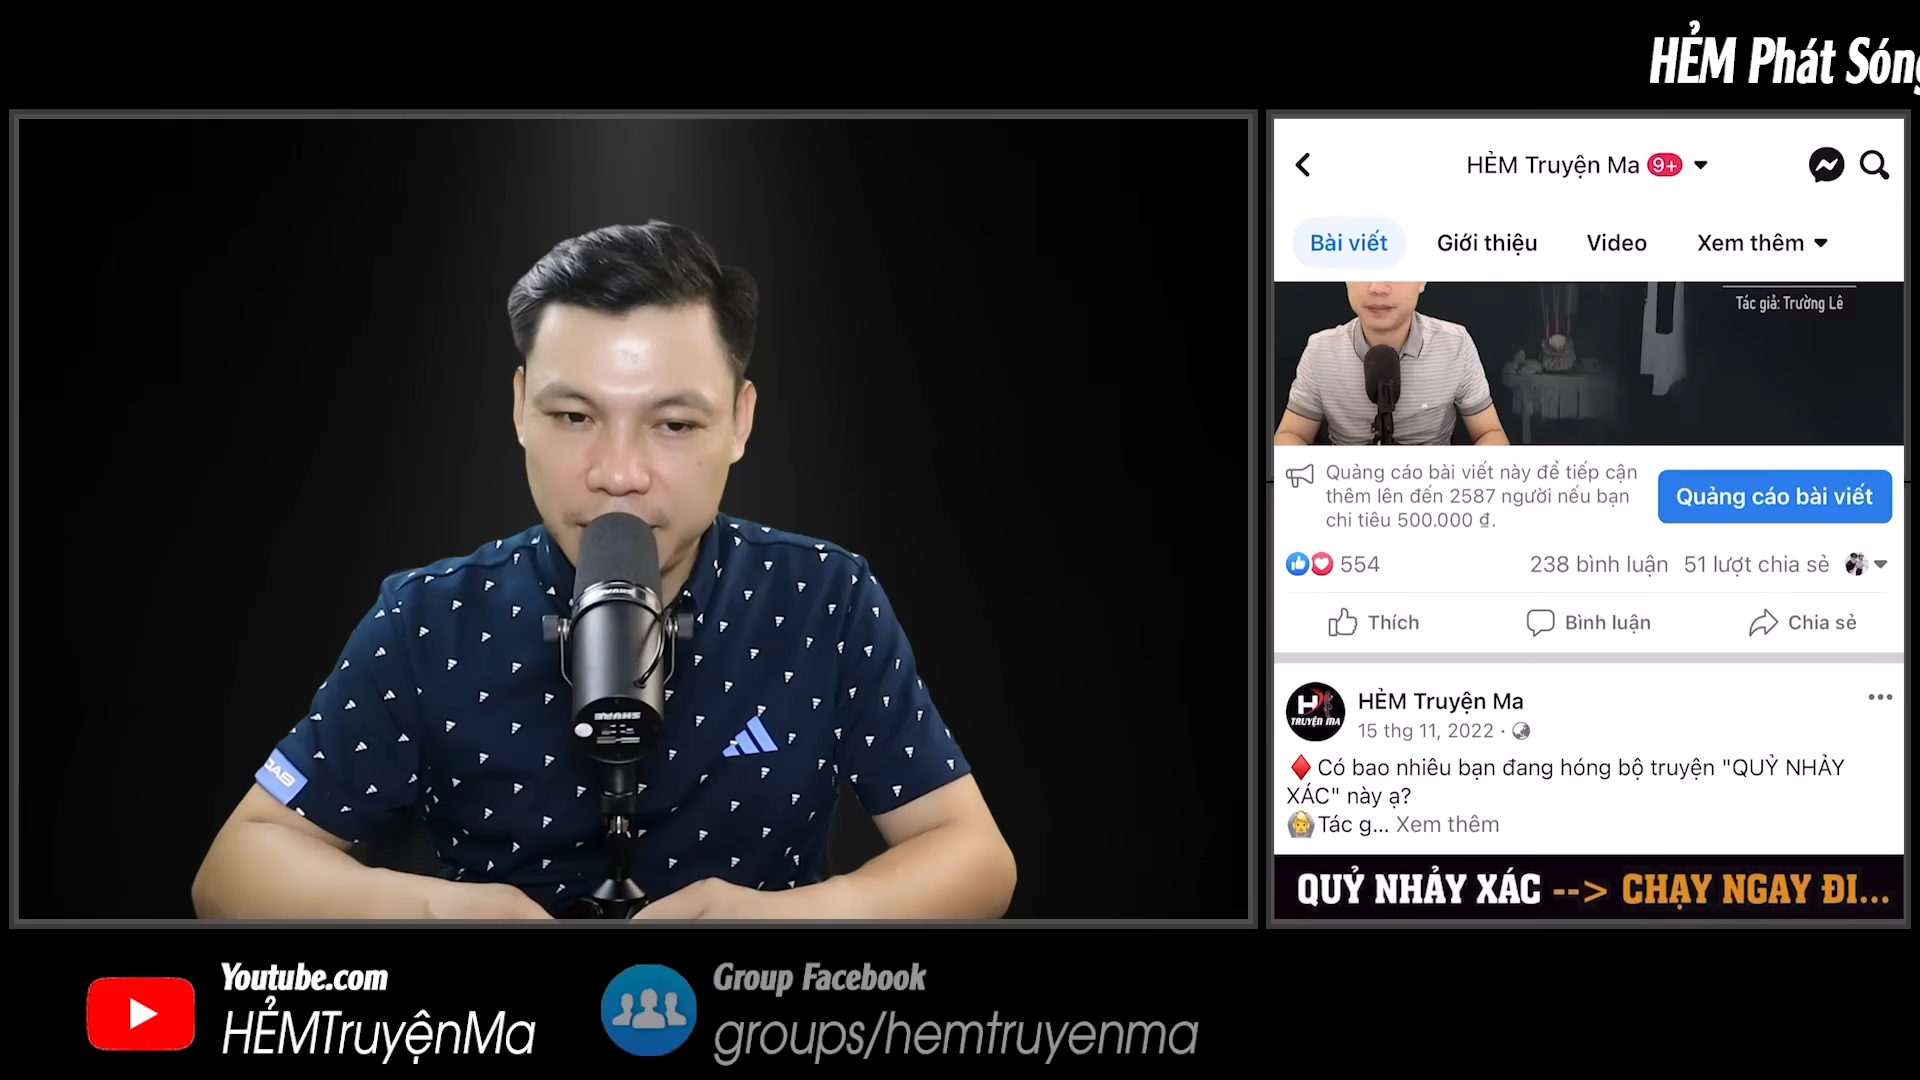 HẺM Phát Sóng
HẺM Truyện Ma 9+
Bài viết
Giới thiệu
Video
Xem thêm
Tác giả: Trường Lê
Quảng cáo bài viết này để tiếp cận
thêm lên đến 2587 người nếu bạn
chi tiêu 500.000 ₫.
Quảng cáo bài viết
554
238 bình luận
51 lượt chia sẻ
Thích
Bình luận
Chia sẻ
H
TRUYỆN MA
HẺM Truyện Ma
15 thg 11, 2022
Có bao nhiêu bạn đang hóng bộ truyện "QUỶ NHẢY
XÁC" này ạ?
Tác g... Xem thêm
QUỶ NHẢY XÁC --> CHẠY NGAY ĐI...
SHURE
Youtube.com
HẺMTruyệnMa
Group Facebook
groups/hemtruyenma